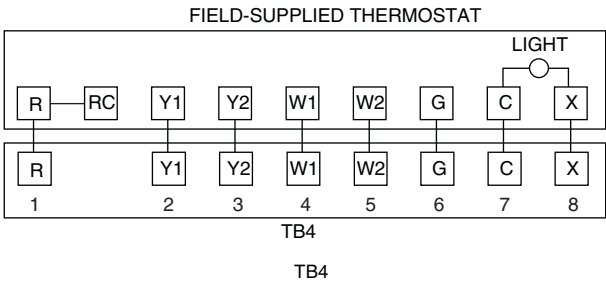 FIELD-SUPPLIED THERMOSTAT
LIGHT
R RC Y1 Y2 W1 W2 G C X
R Y1 Y2 W1 W2 G C X
1 2 3 4 5 6 7 8
TB4
TB4